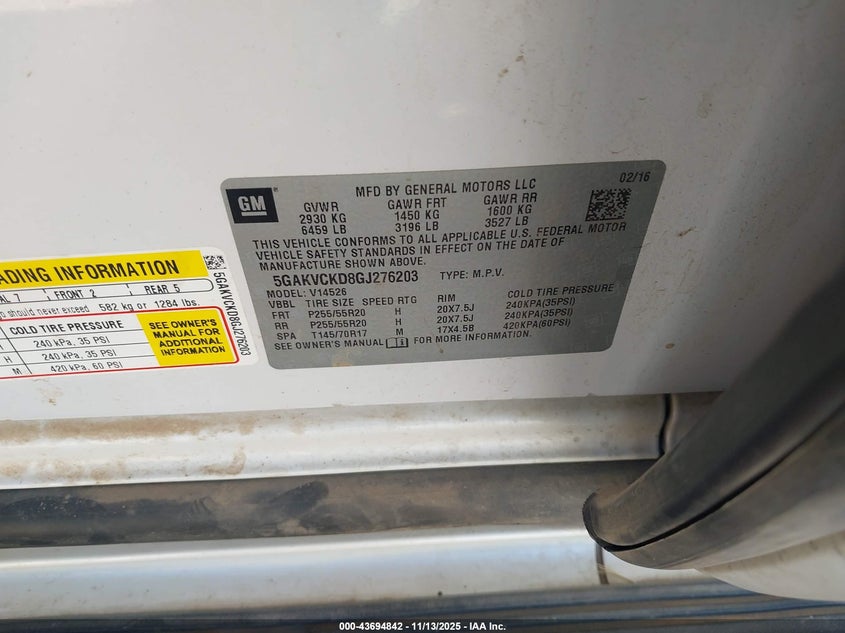 GM
MFD BY GENERAL MOTORS LLC
02/16
GVWR GAWR FRT GAWR RR
2930 KG 1450 KG 1600 KG
6459 LB 3196 LB 3527 LB
THIS VEHICLE CONFORMS TO ALL APPLICABLE U.S. FEDERAL MOTOR
VEHICLE SAFETY STANDARDS IN EFFECT ON THE DATE OF
MANUFACTURE SHOWN ABOVE.
5GAKVCKD8GJ276203 TYPE: M.P.V.
MODEL: V14526
VBBL TIRE SIZE SPEED RTG RIM COLD TIRE PRESSURE
FRT P255/55R20 H 20X7.5J 240KPA(35PSI)
RR P255/55R20 H 20X7.5J 240KPA(35PSI)
SPA T145/70R17 M 17X4.5B 420KPA(60PSI)
SEE OWNER'S MANUAL FOR MORE INFORMATION.
ADING INFORMATION
AL 7 FRONT 2 REAR 5
o should never exceed 582 kg or 1284 lbs.
COLD TIRE PRESSURE
240 kPa, 35 PSI
H 240 kPa, 35 PSI
M 420 kPa, 60 PSI
SEE OWNER'S
MANUAL FOR
ADDITIONAL
INFORMATION
5GAKVCKD8GJ276203
000-43694842 - 11/13/2025 - IAA Inc.